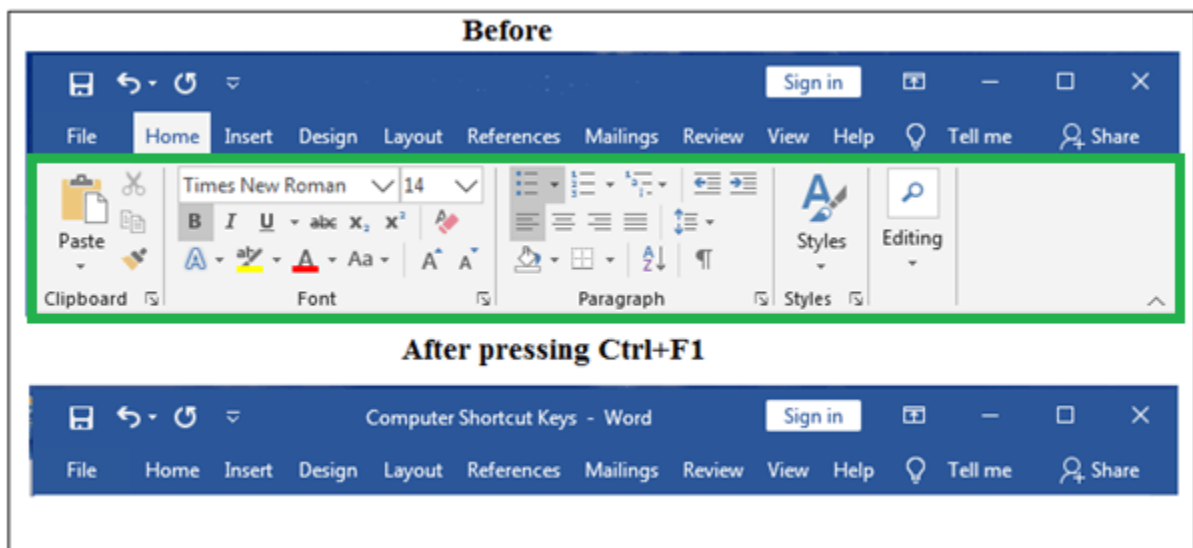 Before
Sign in
File Home Insert Design Layout References Mailings Review View Help Tell me Share
Times New Roman 14
B I U abc x₂ x²
Paste
A aby A Aa A A
A
Z
Styles
Editing
Clipboard Font Paragraph Styles
After pressing Ctrl+F1
Computer Shortcut Keys - Word Sign in
File Home Insert Design Layout References Mailings Review View Help Tell me Share